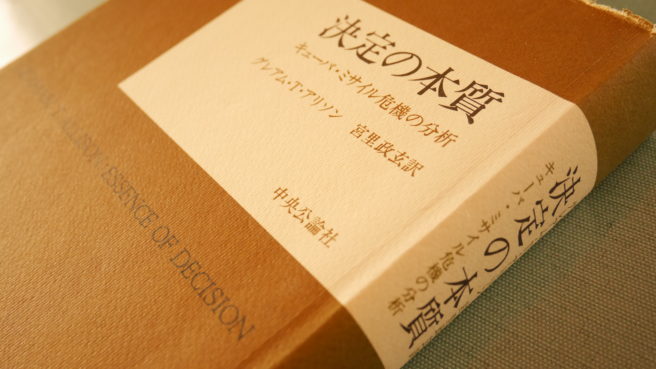 決定の本質
キューバ・ミサイル危機の分析
グレアム・T・アリソン　宮里政玄訳
中央公論社
ESSENCE OF DECISION
決定の本質
キューバ・ミサイル危機の分析